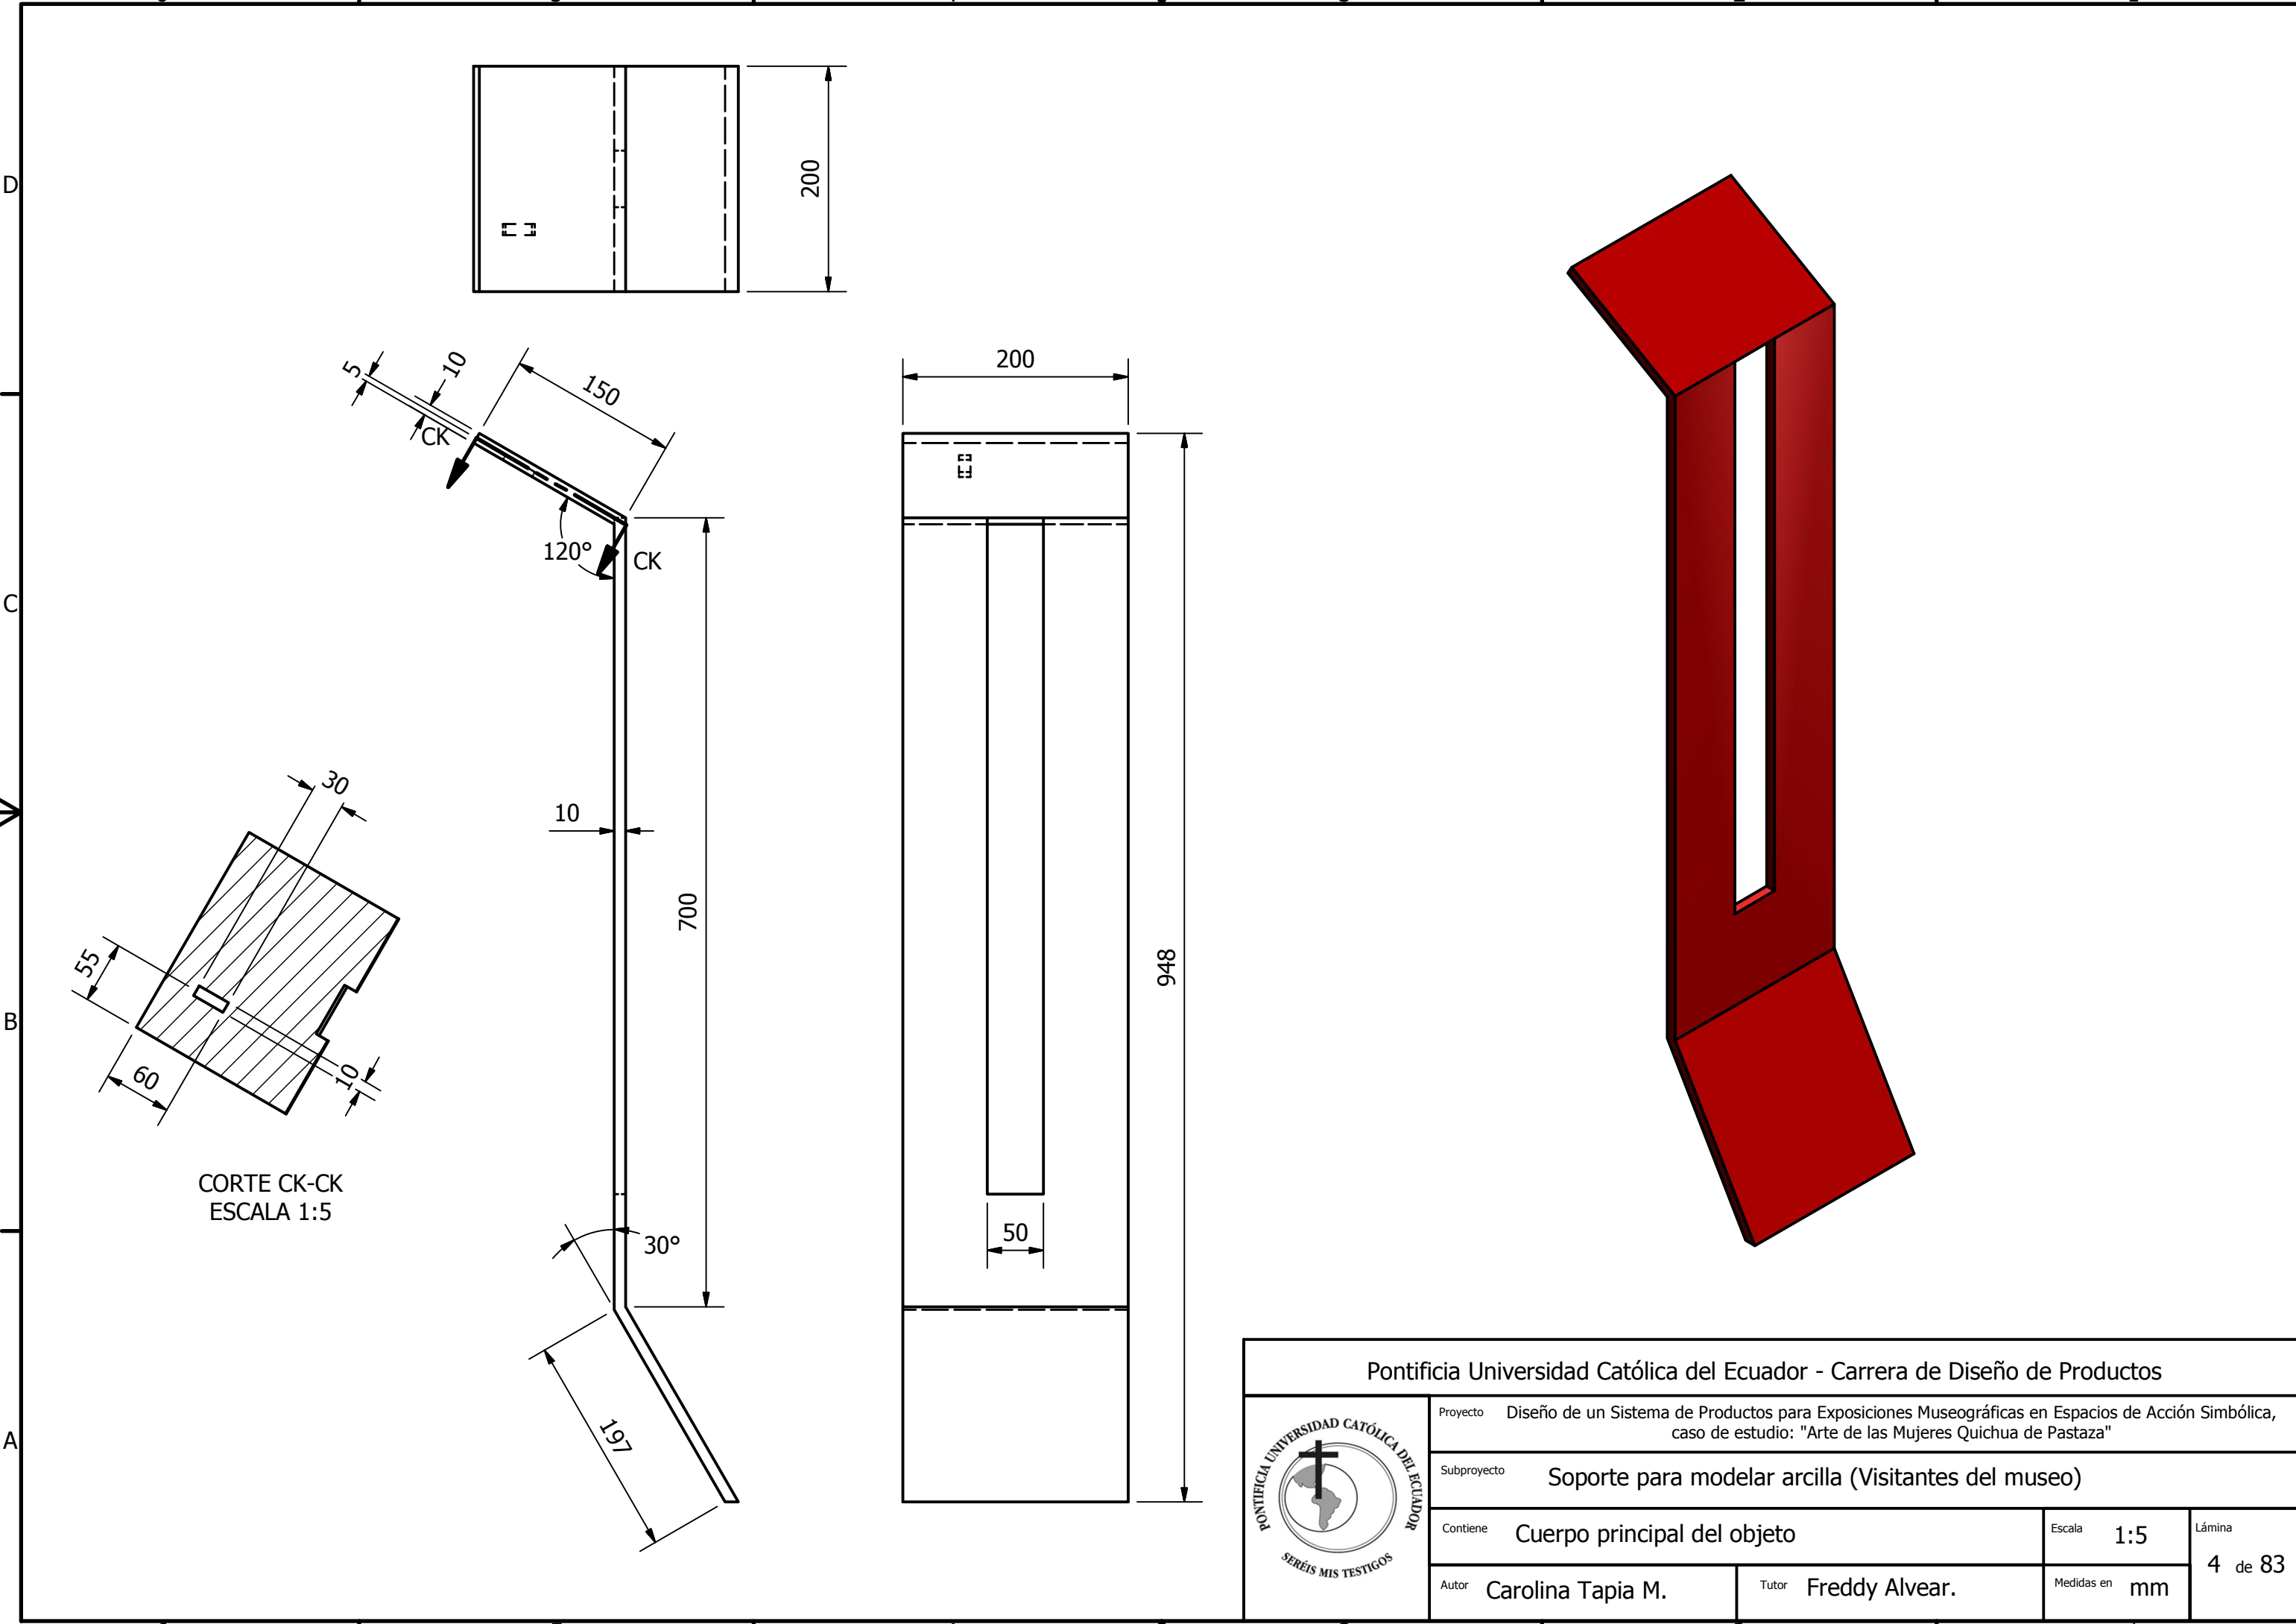 D
C
B
A
200
5
10
150
CK
120°
CK
200
10
700
948
30
55
60
10
CORTE CK-CK
ESCALA 1:5
30°
50
197
Pontificia Universidad Católica del Ecuador - Carrera de Diseño de Productos
PONTIFICIA UNIVERSIDAD CATÓLICA DEL ECUADOR
SERÉIS MIS TESTIGOS
Proyecto Diseño de un Sistema de Productos para Exposiciones Museográficas en Espacios de Acción Simbólica,
caso de estudio: "Arte de las Mujeres Quichua de Pastaza"
Subproyecto Soporte para modelar arcilla (Visitantes del museo)
Contiene Cuerpo principal del objeto
Escala 1:5
Lámina
4 de 83
Autor Carolina Tapia M.
Tutor Freddy Alvear.
Medidas en mm